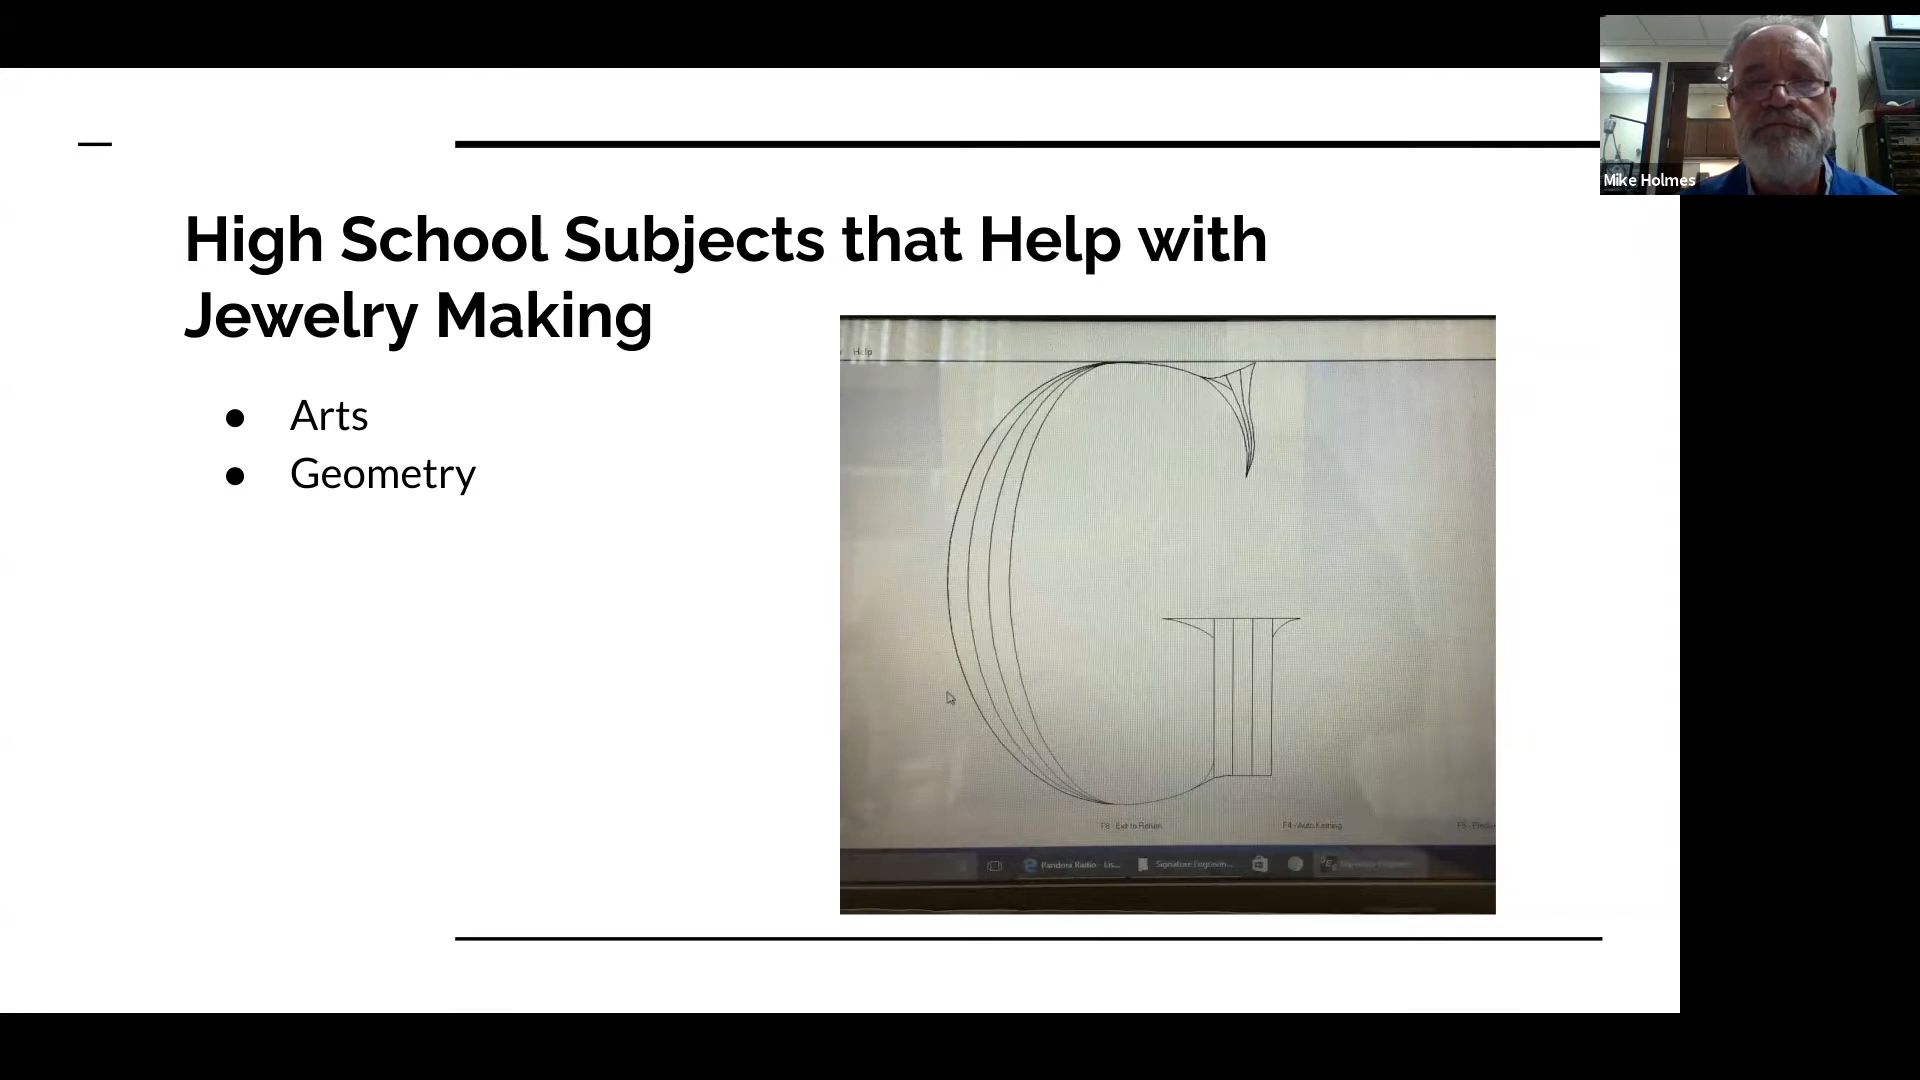 Mike Holmes
High School Subjects that Help with
Jewelry Making
● Arts
● Geometry
Help
G
F8 - Exit to Return F4 - Auto Kerning
Pandora Radio - Lis... Signature Engravin...